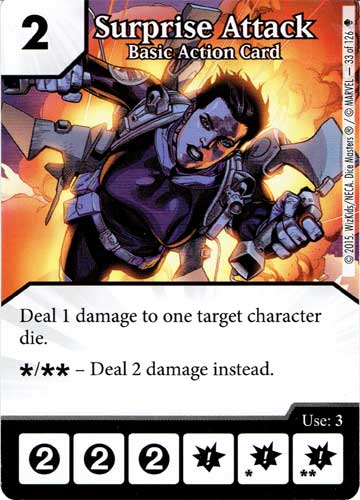 2
Surprise Attack
Basic Action Card
© 2015. WizKids/NECA. Dice Masters ® / © MARVEL — 33 of 126
Deal 1 damage to one target character
die.
*/** – Deal 2 damage instead.
Use: 3
2 2 2 ! ! !
* **